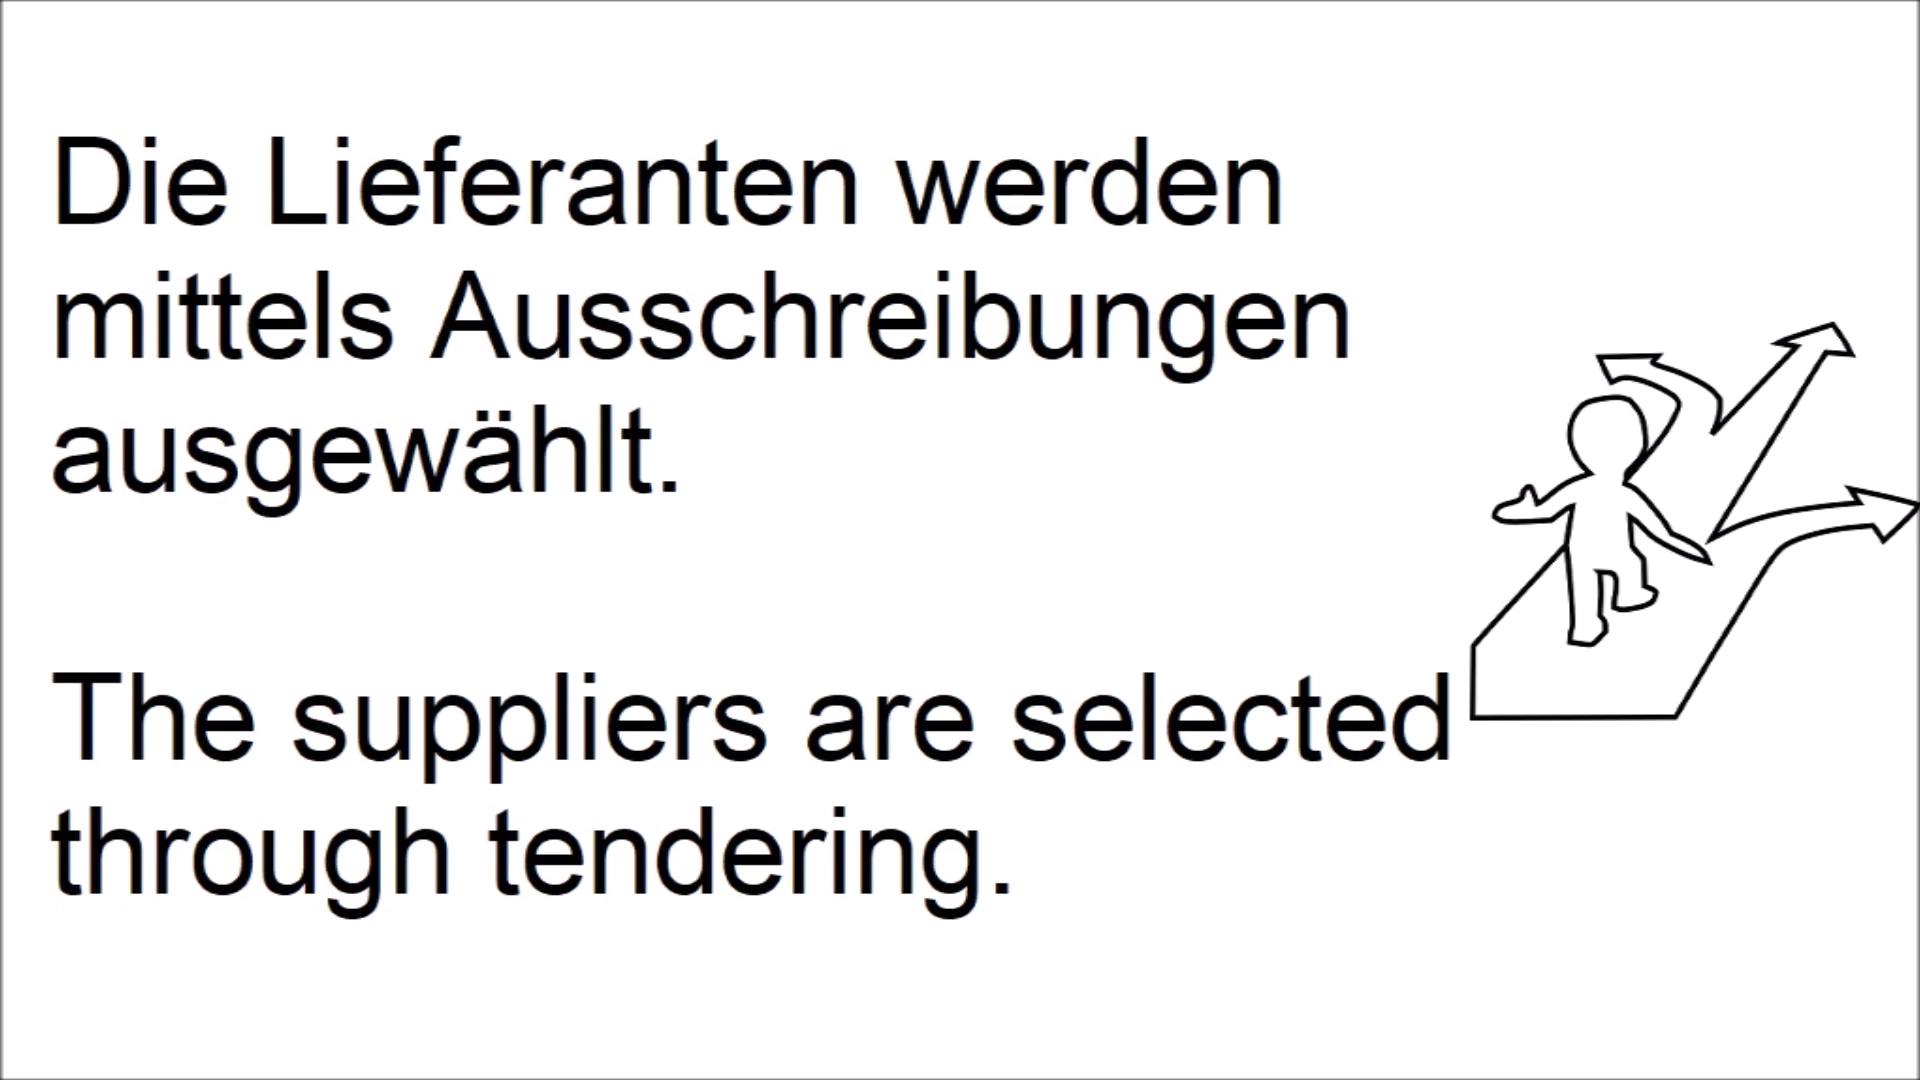 Die Lieferanten werden
mittels Ausschreibungen
ausgewählt.
The suppliers are selected
through tendering.